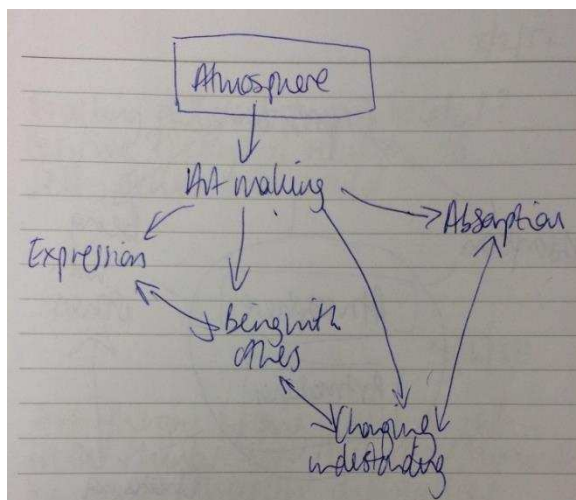 Atmosphere
Art making
Absorption
Expression
being with
others
Changing
understanding